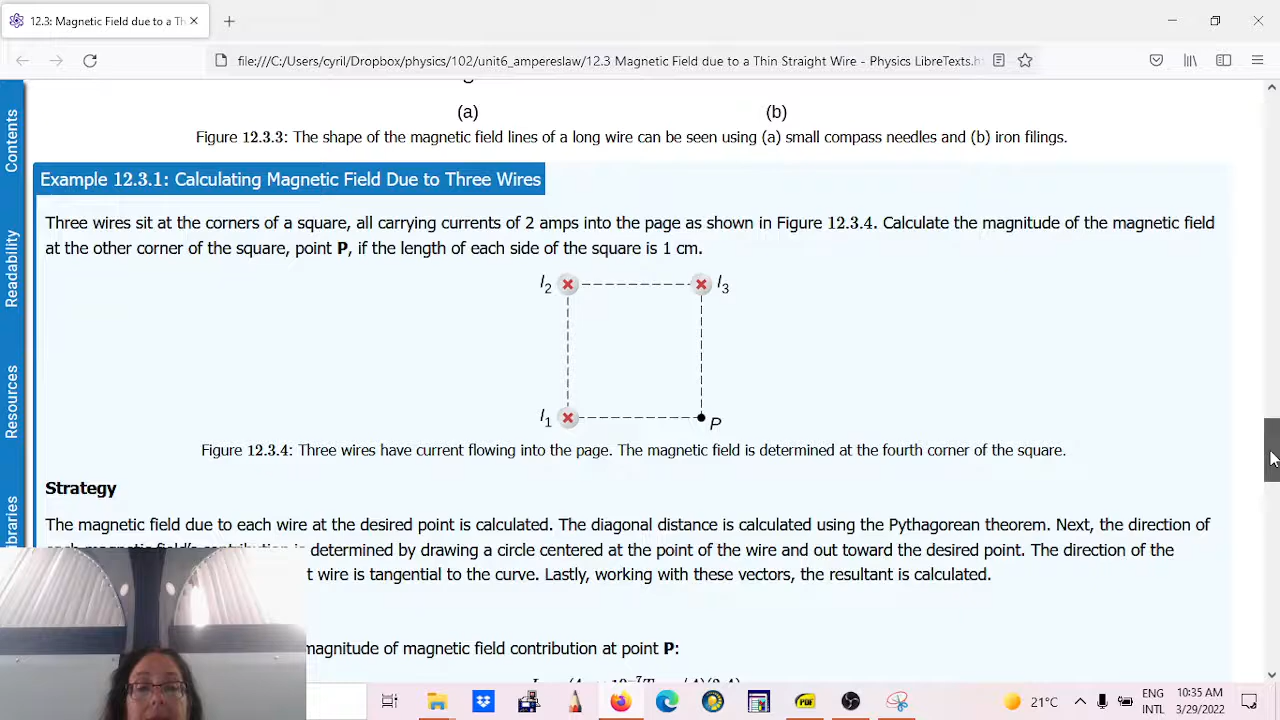 12.3: Magnetic Field due to a Th
file:///C:/Users/cyril/Dropbox/physics/102/unit6_ampereslaw/12.3 Magnetic Field due to a Thin Straight Wire - Physics LibreTexts.h
Contents
Readability
Resources
(a) (b)
Figure 12.3.3: The shape of the magnetic field lines of a long wire can be seen using (a) small compass needles and (b) iron filings.
Example 12.3.1: Calculating Magnetic Field Due to Three Wires
Three wires sit at the corners of a square, all carrying currents of 2 amps into the page as shown in Figure 12.3.4. Calculate the magnitude of the magnetic field
at the other corner of the square, point P, if the length of each side of the square is 1 cm.
I2 I3
I1 P
Figure 12.3.4: Three wires have current flowing into the page. The magnetic field is determined at the fourth corner of the square.
Strategy
The magnetic field due to each wire at the desired point is calculated. The diagonal distance is calculated using the Pythagorean theorem. Next, the direction of
determined by drawing a circle centered at the point of the wire and out toward the desired point. The direction of the
t wire is tangential to the curve. Lastly, working with these vectors, the resultant is calculated.
magnitude of magnetic field contribution at point P:
PDF
21°C
ENG
INTL
10:35 AM
3/29/2022